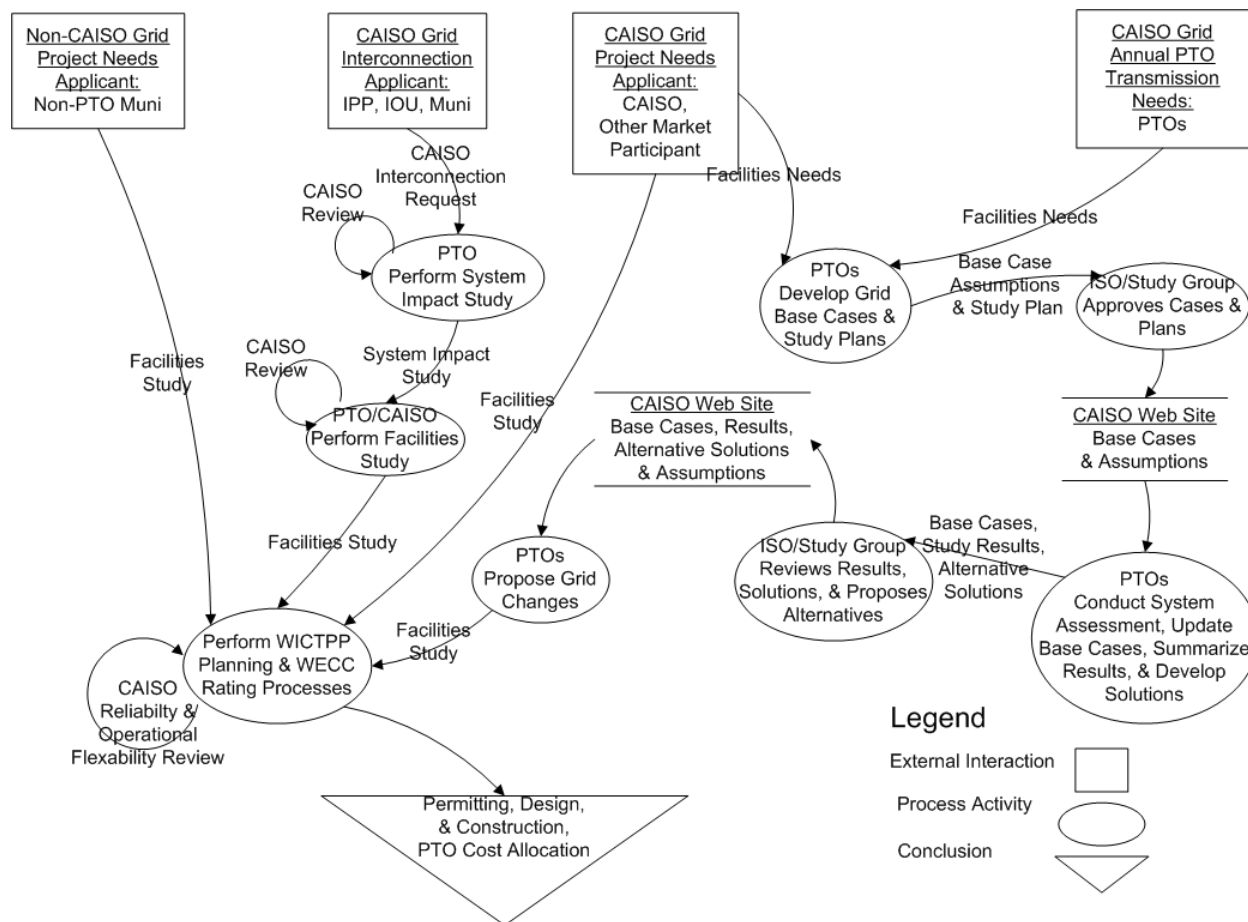 Non-CAISO Grid
Project Needs
Applicant:
Non-PTO Muni
CAISO Grid
Interconnection
Applicant:
IPP, IOU, Muni
CAISO Grid
Project Needs
Applicant:
CAISO,
Other Market
Participant
CAISO Grid
Annual PTO
Transmission
Needs:
PTOs
CAISO
Interconnection
Request
CAISO
Review
Facilities Needs
Facilities Needs
PTO
Perform System
Impact Study
PTOs
Develop Grid
Base Cases &
Study Plans
Base Case
Assumptions
& Study Plan
ISO/Study Group
Approves Cases &
Plans
Facilities
Study
CAISO
Review
System Impact
Study
Facilities
Study
PTO/CAISO
Perform Facilities
Study
CAISO Web Site
Base Cases, Results,
Alternative Solutions
& Assumptions
CAISO Web Site
Base Cases
& Assumptions
Facilities Study
PTOs
Propose Grid
Changes
ISO/Study Group
Reviews Results,
Solutions, & Proposes
Alternatives
Base Cases,
Study Results,
Alternative
Solutions
PTOs
Conduct System
Assessment, Update
Base Cases, Summarize
Results, & Develop
Solutions
Perform WICTPP
Planning & WECC
Rating Processes
Facilities
Study
CAISO
Reliabilty &
Operational
Flexability Review
Permitting, Design,
& Construction,
PTO Cost Allocation
Legend
External Interaction
Process Activity
Conclusion